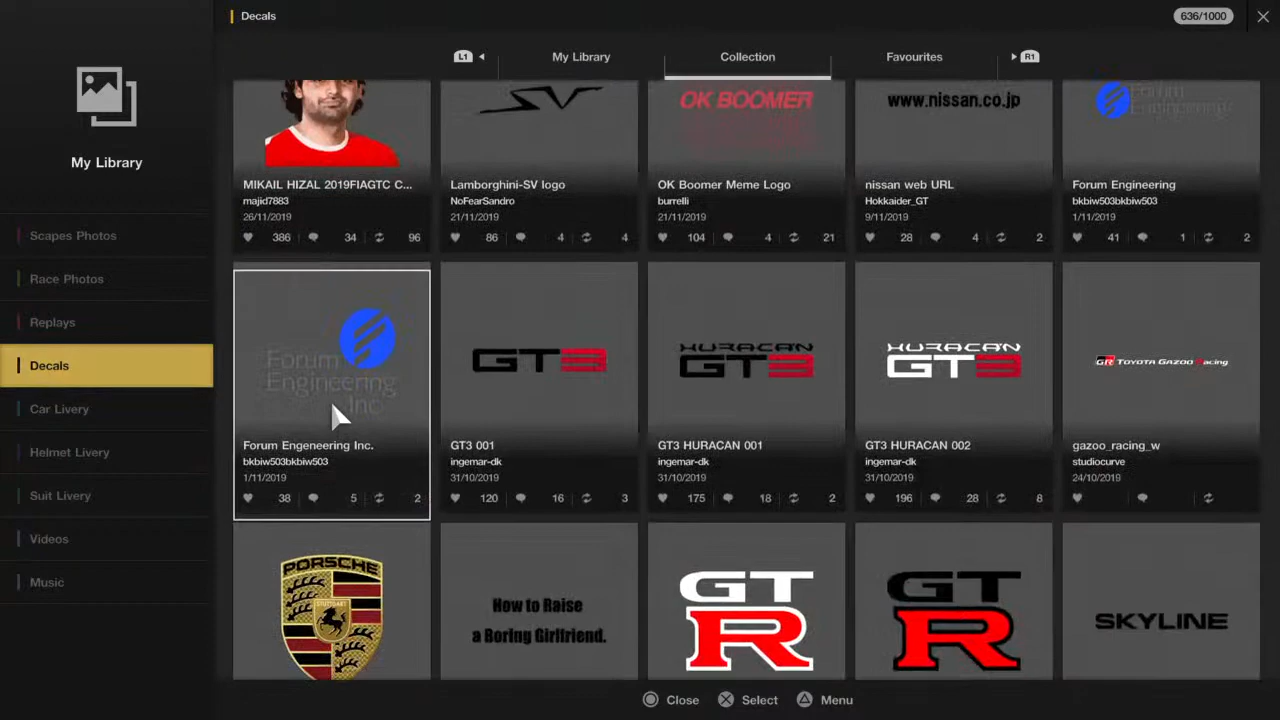 Decals
636/1000
L1
My Library
Collection
Favourites
R1
My Library
Scapes Photos
Race Photos
Replays
Decals
Car Livery
Helmet Livery
Suit Livery
Videos
Music
SV
OK BOOMER
www.nissan.co.jp
Forum
Engineering
MIKAIL HIZAL 2019FIAGTC C...
majid7883
26/11/2019
386 34 96
Lamborghini-SV logo
NoFearSandro
21/11/2019
86 4 4
OK Boomer Meme Logo
burrelli
21/11/2019
104 4 21
nissan web URL
Hokkaider_GT
9/11/2019
28 4 2
Forum Engineering
bkbiw503bkbiw503
1/11/2019
41 1 2
Forum
Engineering
Inc
Forum Engeneering Inc.
bkbiw503bkbiw503
1/11/2019
38 5 2
GT3
GT3 001
ingemar-dk
31/10/2019
120 16 3
HURACAN
GT3
GT3 HURACAN 001
ingemar-dk
31/10/2019
175 18 2
HURACAN
GT3
GT3 HURACAN 002
ingemar-dk
31/10/2019
196 28 8
GR TOYOTA GAZOO Racing
gazoo_racing_w
studiocurve
24/10/2019
PORSCHE
STUTTGART
How to Raise
a Boring Girlfriend.
GT
R
GT
R
SKYLINE
Close
Select
Menu